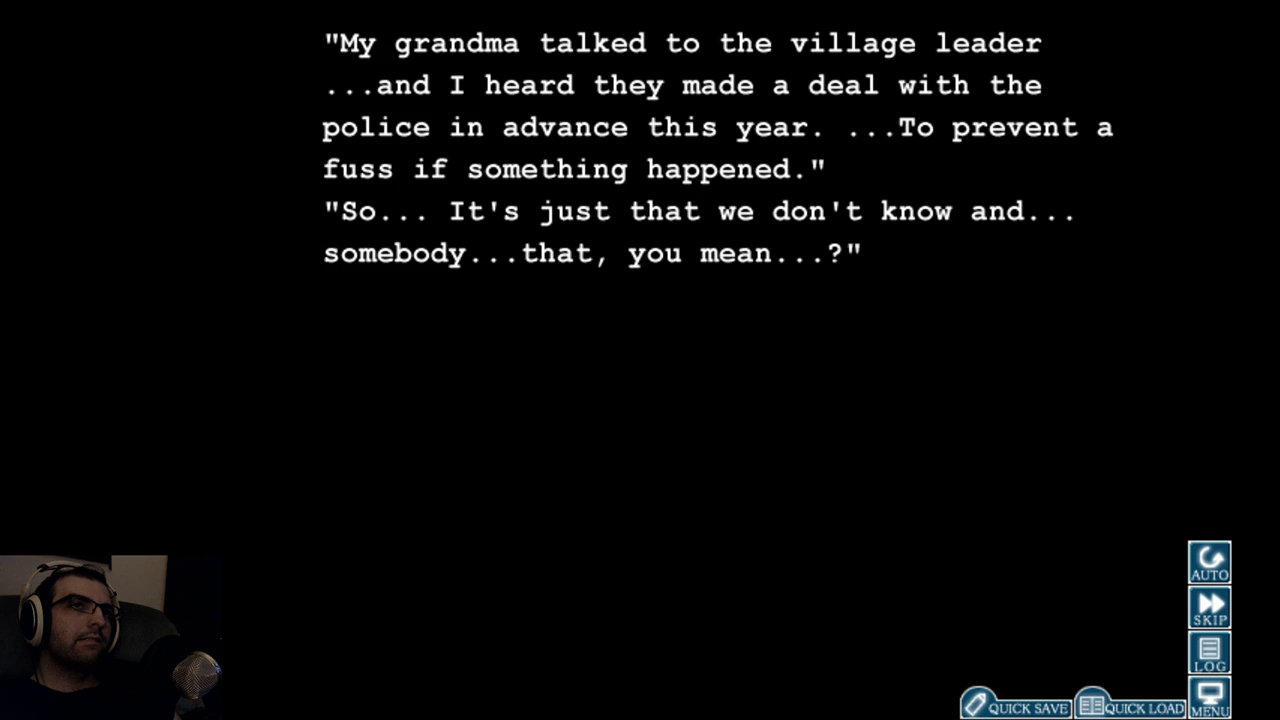 "My grandma talked to the village leader
...and I heard they made a deal with the
police in advance this year. ...To prevent a
fuss if something happened."
"So... It's just that we don't know and...
somebody...that, you mean...?"
AUTO
SKIP
LOG
QUICK SAVE
QUICK LOAD
MENU